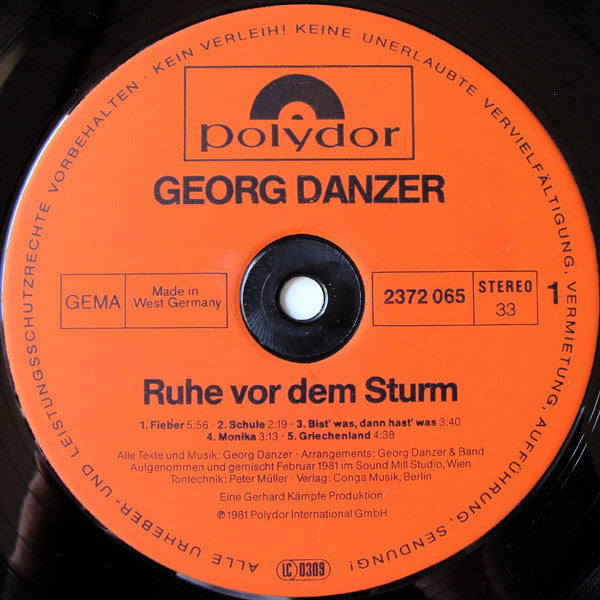 ALLE URHEBER- UND LEISTUNGSSCHUTZRECHTE VORBEHALTEN · KEIN VERLEIH! KEINE UNERLAUBTE VERVIELFÄLTIGUNG, VERMIETUNG, AUFFÜHRUNG, SENDUNG!
polydor
GEORG DANZER
GEMA
Made in
West Germany
2372 065
STEREO
33
1
Ruhe vor dem Sturm
1. Fieber 5:56 · 2. Schule 2:19 · 3. Bist' was, dann hast' was 3:40
4. Monika 3:13 · 5. Griechenland 4:38
Alle Texte und Musik: Georg Danzer · Arrangements: Georg Danzer & Band
Aufgenommen und gemischt Februar 1981 im Sound Mill Studio, Wien
Tontechnik: Peter Müller · Verlag: Conga Musik, Berlin
Eine Gerhard Kämpfe Produktion
℗ 1981 Polydor International GmbH
LC 0309